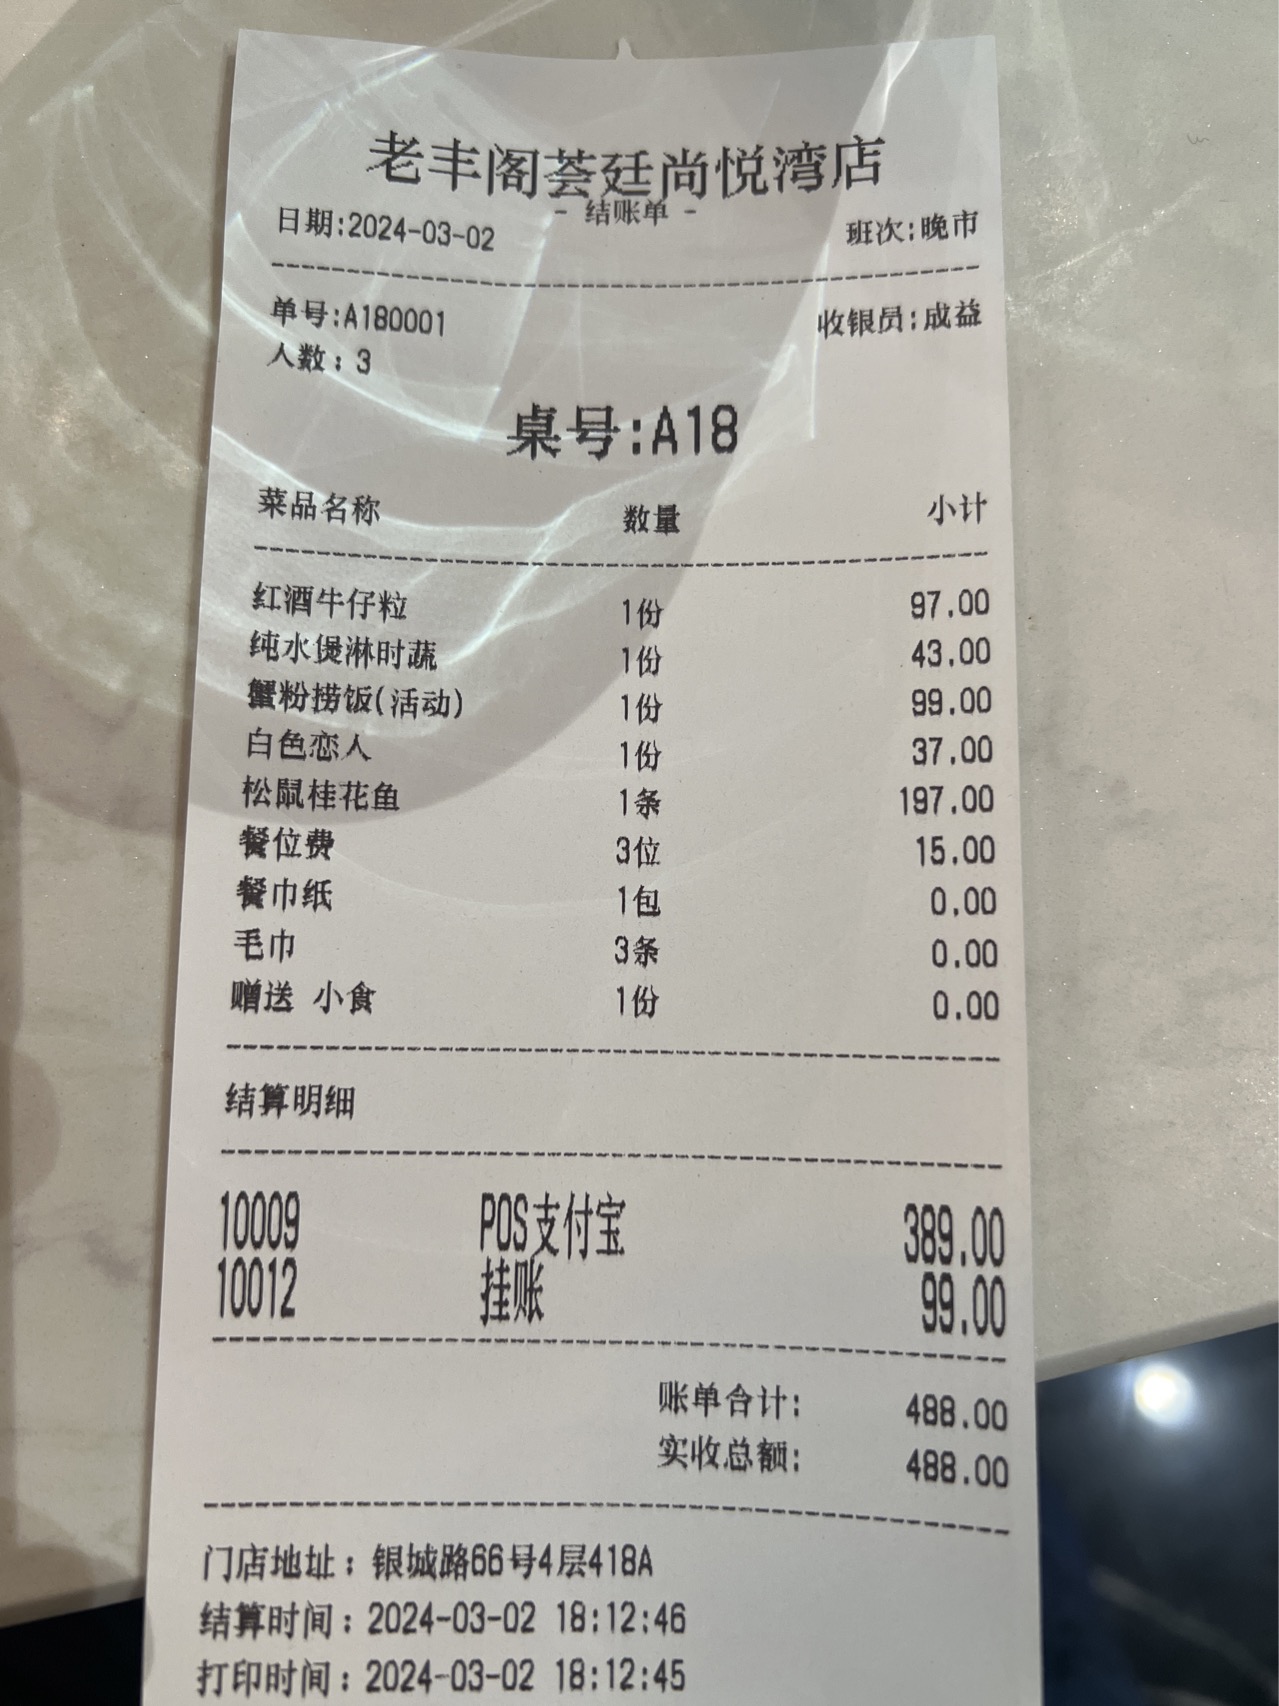 老丰阁荟廷尚悦湾店
- 结账单 -
日期:2024-03-02 班次:晚市
单号:A180001 收银员:成益
人数：3
桌号:A18
菜品名称 数量 小计
红酒牛仔粒 1份 97.00
纯水煲淋时蔬 1份 43.00
蟹粉捞饭(活动) 1份 99.00
白色恋人 1份 37.00
松鼠桂花鱼 1条 197.00
餐位费 3位 15.00
餐巾纸 1包 0.00
毛巾 3条 0.00
赠送 小食 1份 0.00
结算明细
10009 POS支付宝 389.00
10012 挂账 99.00
账单合计: 488.00
实收总额: 488.00
门店地址：银城路66号4层418A
结算时间：2024-03-02 18:12:46
打印时间：2024-03-02 18:12:45